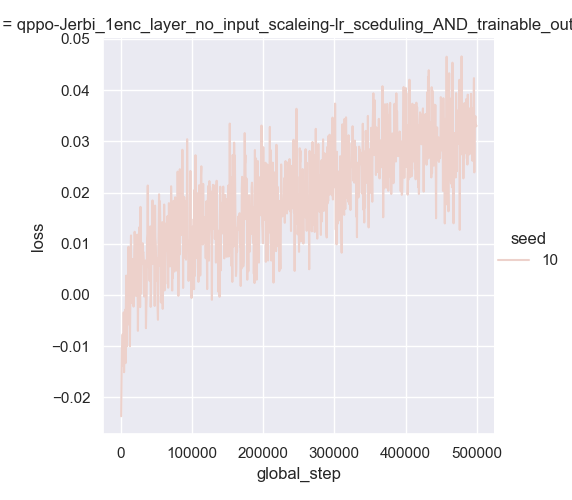 = qppo-Jerbi_1enc_layer_no_input_scaleing-lr_sceduling_AND_trainable_out
0.05
0.04
0.03
0.02
0.01
0.00
−0.01
−0.02
loss
0 100000 200000 300000 400000 500000
global_step
seed
10